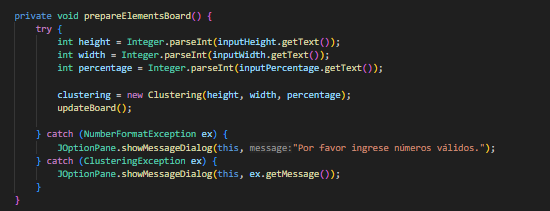 private void prepareElementsBoard() {
    try {
        int height = Integer.parseInt(inputHeight.getText());
        int width = Integer.parseInt(inputWidth.getText());
        int percentage = Integer.parseInt(inputPercentage.getText());

        clustering = new Clustering(height, width, percentage);
        updateBoard();

    } catch (NumberFormatException ex) {
        JOptionPane.showMessageDialog(this, message:"Por favor ingrese números válidos.");
    } catch (ClusteringException ex) {
        JOptionPane.showMessageDialog(this, ex.getMessage());
    }
}